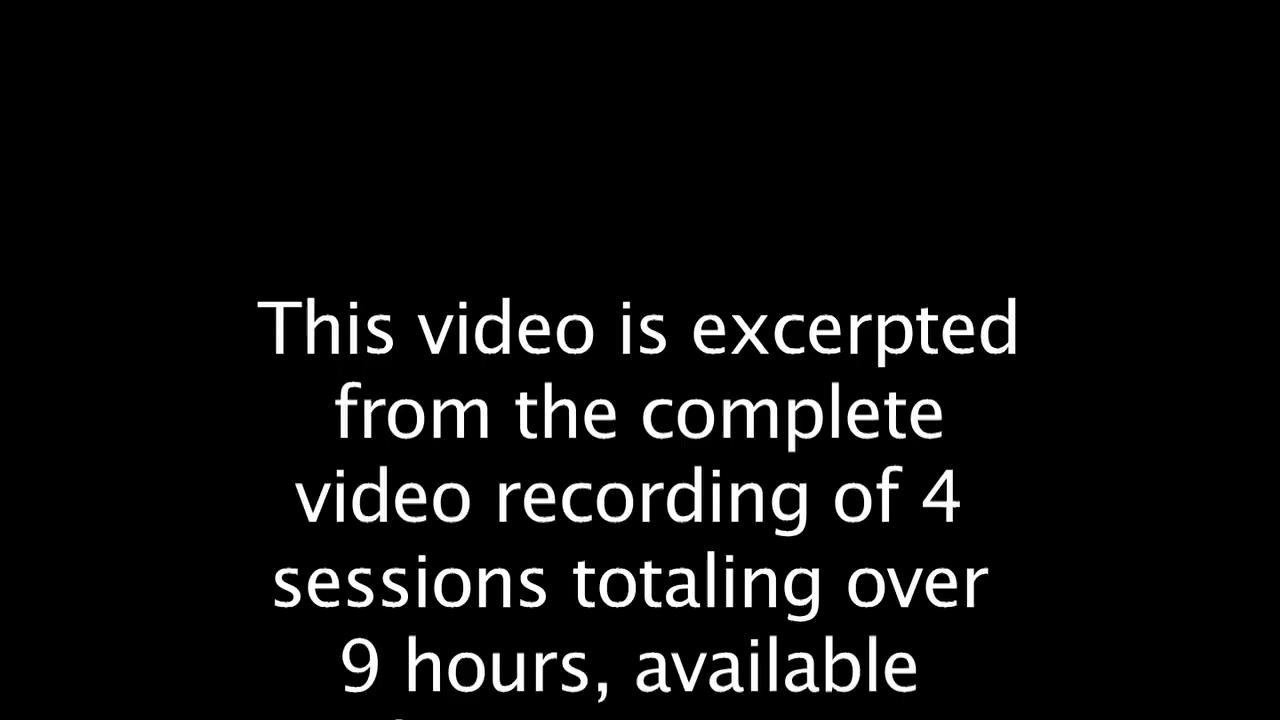 This video is excerpted
from the complete
video recording of 4
sessions totaling over
9 hours, available